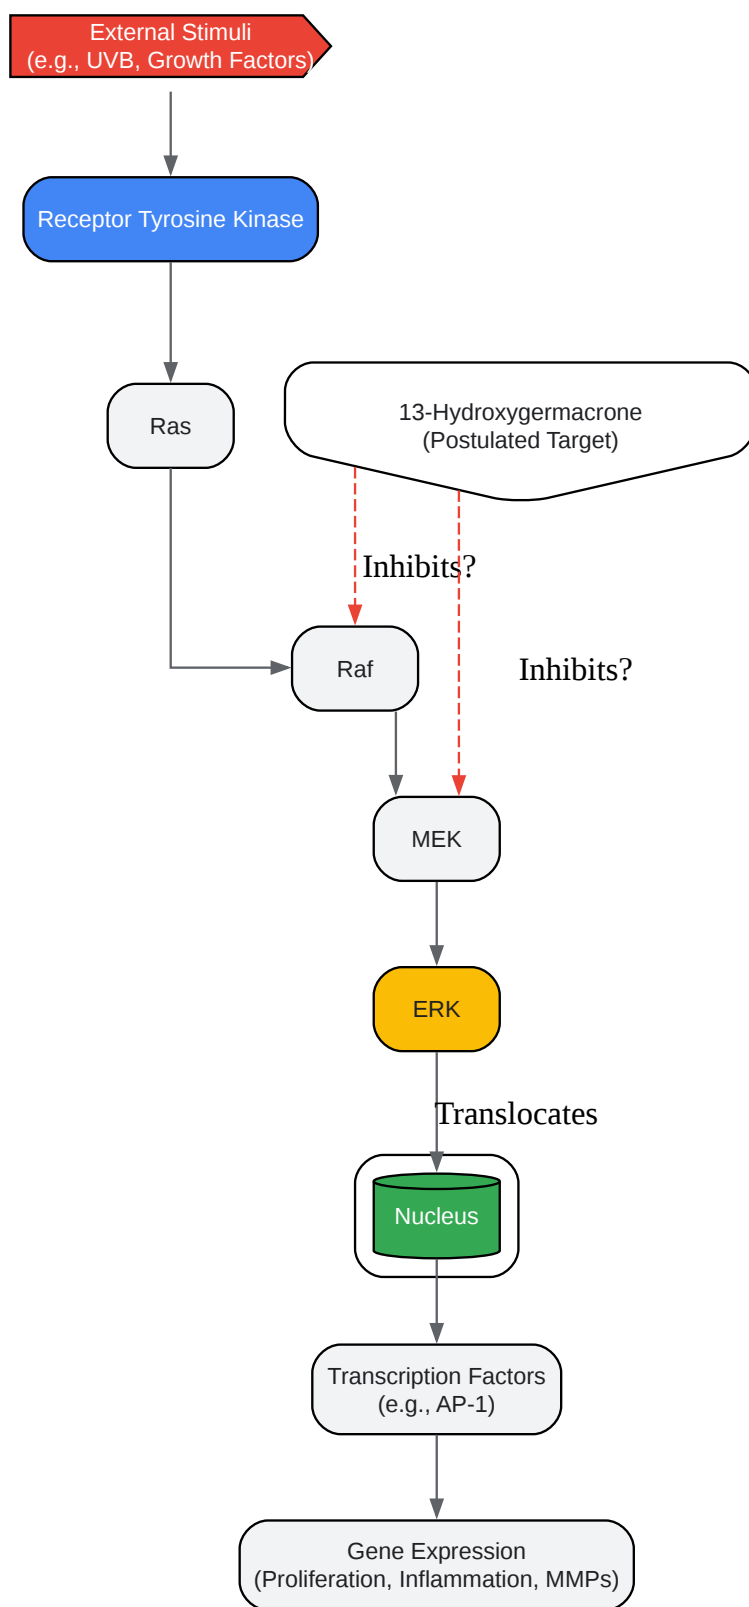 External Stimuli
(e.g., UVB, Growth Factors)
Receptor Tyrosine Kinase
Ras
13-Hydroxygermacrone
(Postulated Target)
Inhibits?
Raf
Inhibits?
MEK
ERK
Translocates
Nucleus
Transcription Factors
(e.g., AP-1)
Gene Expression
(Proliferation, Inflammation, MMPs)